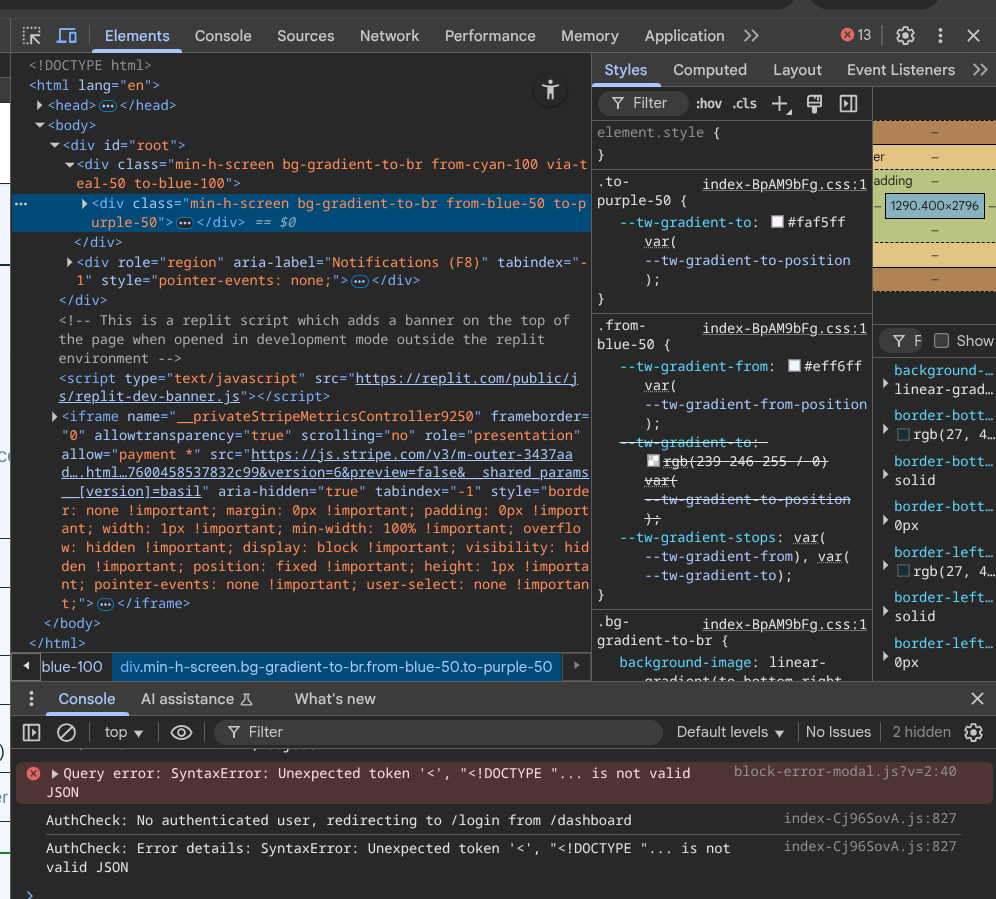 Elements Console Sources Network Performance Memory Application 13
<!DOCTYPE html>
<html lang="en">
<head> ... </head>
<body>
<div id="root">
<div class="min-h-screen bg-gradient-to-br from-cyan-100 via-t
eal-50 to-blue-100">
<div class="min-h-screen bg-gradient-to-br from-blue-50 to-p
urple-50"> ... </div> == $0
</div>
<div role="region" aria-label="Notifications (F8)" tabindex="-
1" style="pointer-events: none;"> ... </div>
</div>
<!-- This is a replit script which adds a banner on the top of
the page when opened in development mode outside the replit
environment -->
<script type="text/javascript" src="https://replit.com/public/j
s/replit-dev-banner.js"></script>
<iframe name="__privateStripeMetricsController9250" frameborder=
"0" allowtransparency="true" scrolling="no" role="presentation"
allow="payment *" src="https://js.stripe.com/v3/m-outer-3437aa
d….html…7600458537832c99&version=6&preview=false&__shared_params
__[version]=basil" aria-hidden="true" tabindex="-1" style="borde
r: none !important; margin: 0px !important; padding: 0px !import
ant; width: 1px !important; min-width: 100% !important; overflo
w: hidden !important; display: block !important; visibility: hid
den !important; position: fixed !important; height: 1px !importa
nt; pointer-events: none !important; user-select: none !importan
t;"> ... </iframe>
</body>
</html>
blue-100 div.min-h-screen.bg-gradient-to-br.from-blue-50.to-purple-50
Styles Computed Layout Event Listeners
Filter :hov .cls
element.style {
}
.to- index-BpAM9bFg.css:1
purple-50 {
--tw-gradient-to: #faf5ff
var(
--tw-gradient-to-position
);
}
.from- index-BpAM9bFg.css:1
blue-50 {
--tw-gradient-from: #eff6ff
var(
--tw-gradient-from-position
);
--tw-gradient-to:
rgb(239 246 255 / 0)
var(
--tw-gradient-to-position
);
--tw-gradient-stops: var(
--tw-gradient-from), var(
--tw-gradient-to);
}
.bg- index-BpAM9bFg.css:1
gradient-to-br {
background-image: linear-
gradient(to bottom right
–
er –
adding –
– 1290.400×2796 –
–
–
–
F Show
background-…
linear-grad…
border-bott…
rgb(27, 4…
border-bott…
solid
border-bott…
0px
border-left…
rgb(27, 4…
border-left…
solid
border-left…
0px
Console AI assistance What's new
top Filter Default levels No Issues 2 hidden
Query error: SyntaxError: Unexpected token '<', "<!DOCTYPE "... is not valid block-error-modal.js?v=2:40
JSON
AuthCheck: No authenticated user, redirecting to /login from /dashboard index-Cj96SovA.js:827
AuthCheck: Error details: SyntaxError: Unexpected token '<', "<!DOCTYPE "... is not index-Cj96SovA.js:827
valid JSON